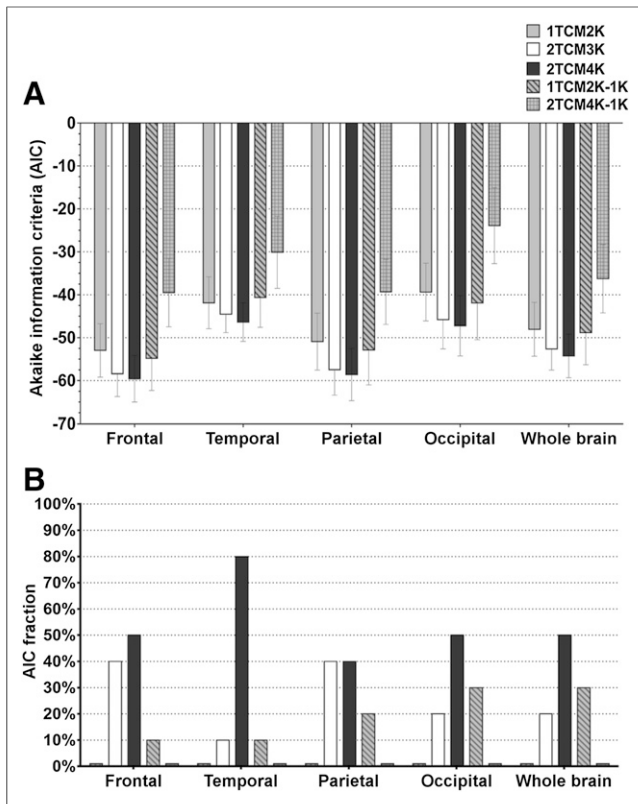 1TCM2K
2TCM3K
2TCM4K
1TCM2K-1K
2TCM4K-1K
A
Akaike information criteria (AIC)
0
-10
-20
-30
-40
-50
-60
-70
Frontal Temporal Parietal Occipital Whole brain
B
AIC fraction
100%
90%
80%
70%
60%
50%
40%
30%
20%
10%
0%
Frontal Temporal Parietal Occipital Whole brain